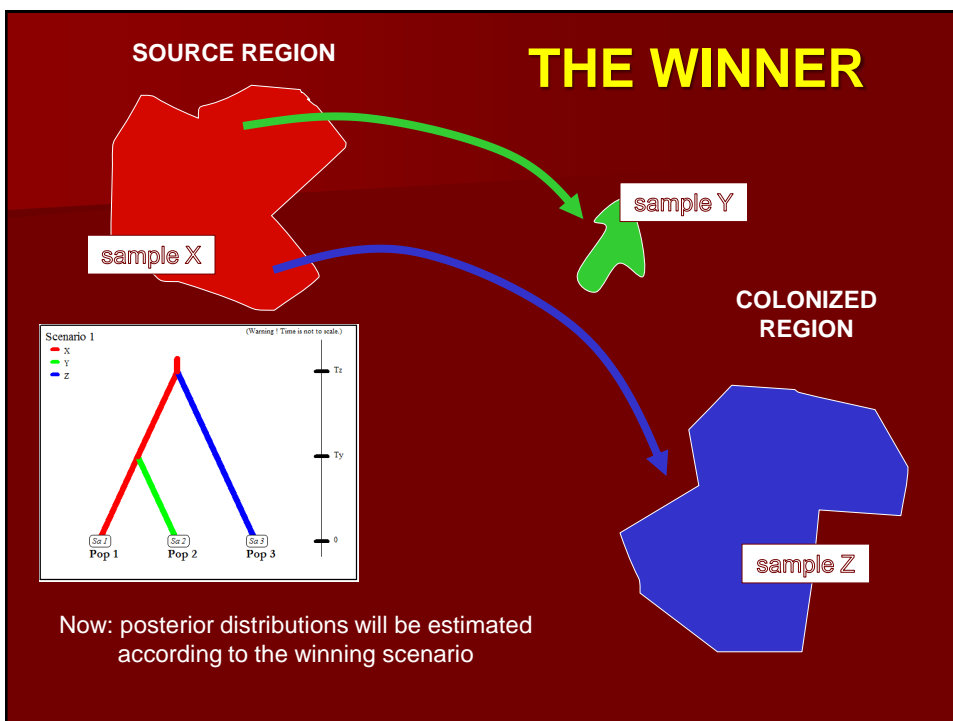 SOURCE REGION
THE WINNER
sample Y
sample X
COLONIZED
REGION
Scenario 1
(Warning ! Time is not to scale.)
X
Y
Z
Tz
Ty
0
Sa 1
Sa 2
Sa 3
Pop 1
Pop 2
Pop 3
sample Z
Now: posterior distributions will be estimated
according to the winning scenario